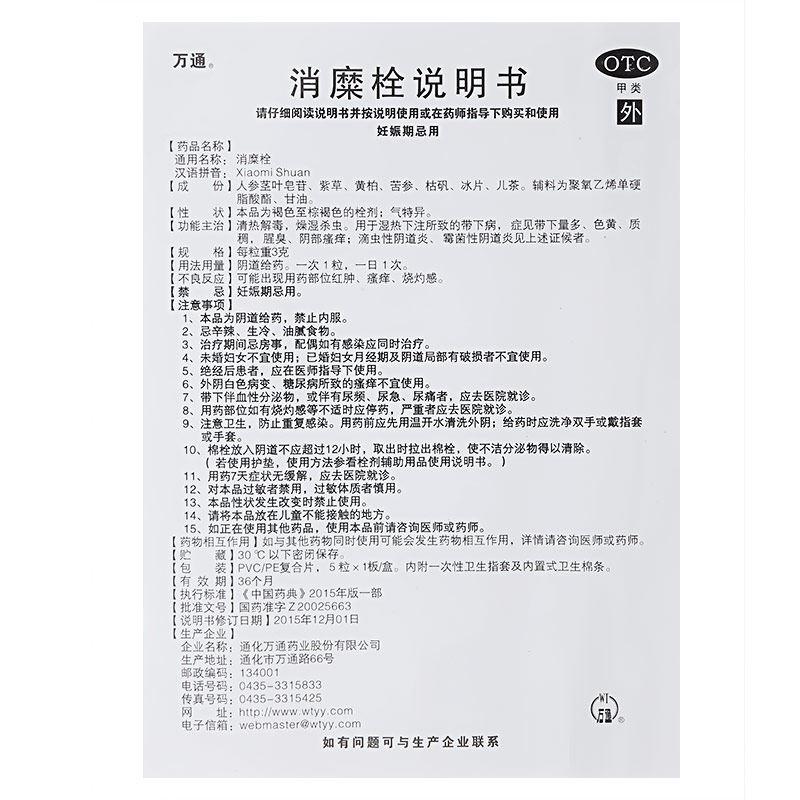 万通®
OTC
甲类
外
消糜栓说明书
请仔细阅读说明书并按说明使用或在药师指导下购买和使用
妊娠期忌用
【药品名称】
通用名称：消糜栓
汉语拼音：Xiaomi Shuan
【成　　份】人参茎叶皂苷、紫草、黄柏、苦参、枯矾、冰片、儿茶。辅料为聚氧乙烯单硬
脂酸酯、甘油。
【性　　状】本品为褐色至棕褐色的栓剂；气特异。
【功能主治】清热解毒，燥湿杀虫。用于湿热下注所致的带下病，症见带下量多、色黄、质
稠，腥臭、阴部瘙痒；滴虫性阴道炎、霉菌性阴道炎见上述证候者。
【规　　格】每粒重3克
【用法用量】阴道给药。一次1粒，一日1次。
【不良反应】可能出现用药部位红肿、瘙痒、烧灼感。
【禁　　忌】妊娠期忌用。
【注意事项】
1、本品为阴道给药，禁止内服。
2、忌辛辣、生冷、油腻食物。
3、治疗期间忌房事，配偶如有感染应同时治疗。
4、未婚妇女不宜使用；已婚妇女月经期及阴道局部有破损者不宜使用。
5、绝经后患者，应在医师指导下使用。
6、外阴白色病变、糖尿病所致的瘙痒不宜使用。
7、带下伴血性分泌物，或伴有尿频、尿急、尿痛者，应去医院就诊。
8、用药部位如有烧灼感等不适时应停药，严重者应去医院就诊。
9、注意卫生，防止重复感染。用药前应先用温开水清洗外阴；给药时应洗净双手或戴指套
或手套。
10、棉栓放入阴道不应超过12小时，取出时拉出棉栓，使不洁分泌物得以清除。
（若使用护垫，使用方法参看栓剂辅助用品使用说明书。）
11、用药7天症状无缓解，应去医院就诊。
12、对本品过敏者禁用，过敏体质者慎用。
13、本品性状发生改变时禁止使用。
14、请将本品放在儿童不能接触的地方。
15、如正在使用其他药品，使用本品前请咨询医师或药师。
【药物相互作用】如与其他药物同时使用可能会发生药物相互作用，详情请咨询医师或药师。
【贮　　藏】30℃以下密闭保存。
【包　　装】PVC/PE复合片，5粒×1板/盒。内附一次性卫生指套及内置式卫生棉条。
【有 效 期】36个月
【执行标准】《中国药典》2015年版一部
【批准文号】国药准字Z20025663
【说明书修订日期】2015年12月01日
【生产企业】
企业名称：通化万通药业股份有限公司
生产地址：通化市万通路66号
邮政编码：134001
电话号码：0435-3315833
传真号码：0435-3315425
网　　址：http://www.wtyy.com
电子信箱：webmaster@wtyy.com
WT
万通®
如有问题可与生产企业联系